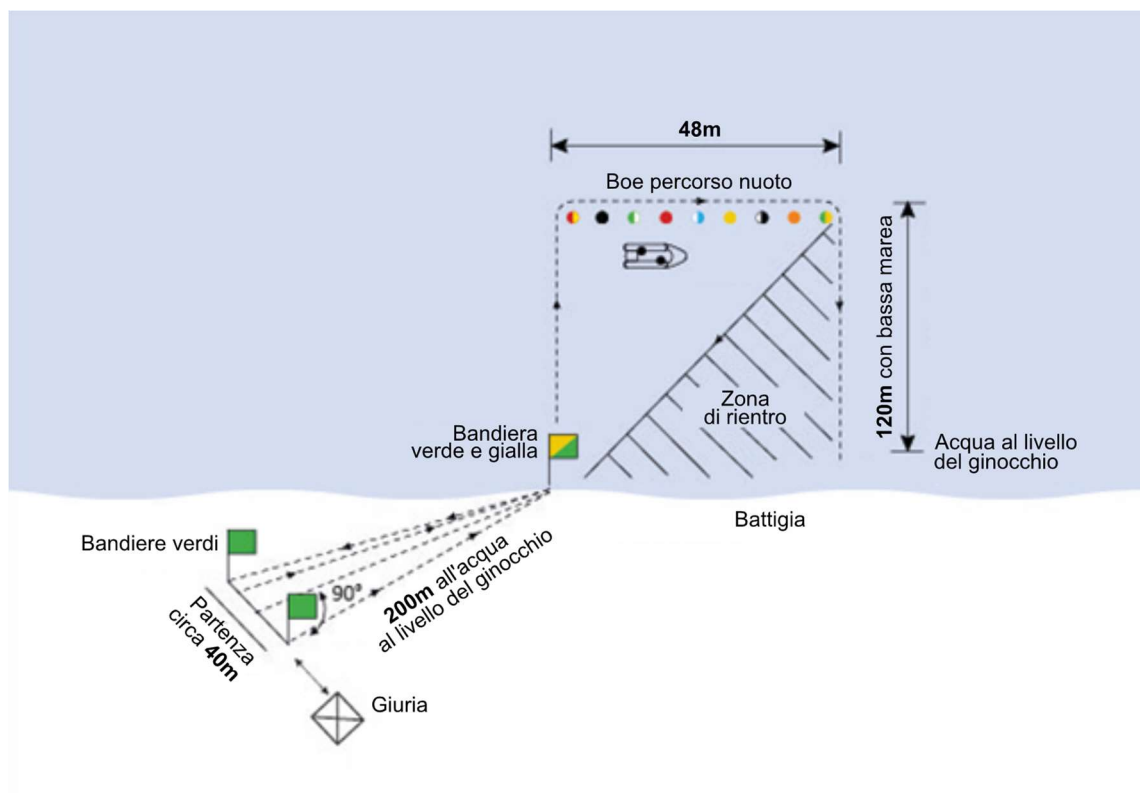 48m
Boe percorso nuoto
120m con bassa marea
Zona
di rientro
Bandiera
verde e gialla
Acqua al livello
del ginocchio
Battigia
Bandiere verdi
90°
200m all'acqua
al livello del ginocchio
Partenza
circa 40m
Giuria